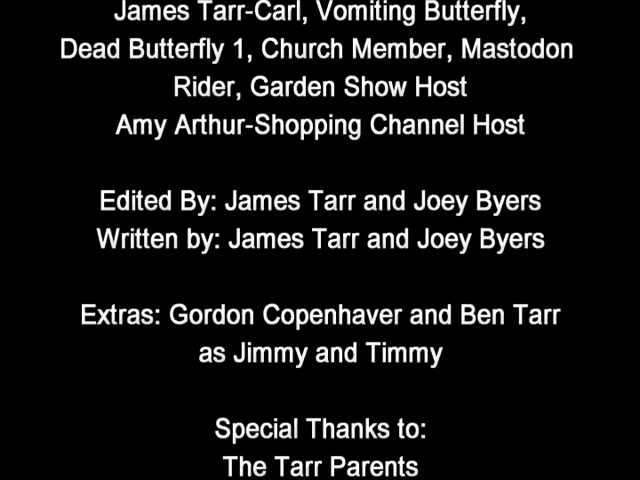 James Tarr-Carl, Vomiting Butterfly,
Dead Butterfly 1, Church Member, Mastodon
Rider, Garden Show Host
Amy Arthur-Shopping Channel Host
Edited By: James Tarr and Joey Byers
Written by: James Tarr and Joey Byers
Extras: Gordon Copenhaver and Ben Tarr
as Jimmy and Timmy
Special Thanks to:
The Tarr Parents